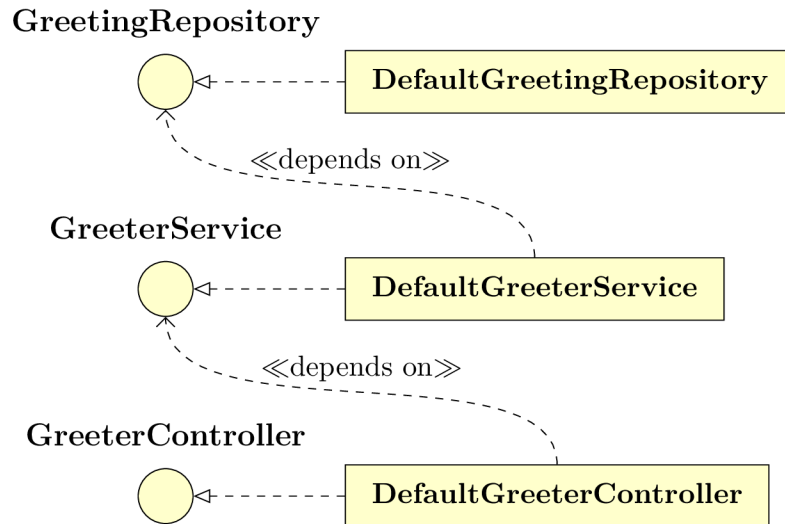 GreetingRepository
DefaultGreetingRepository
≪depends on≫
GreeterService
DefaultGreeterService
≪depends on≫
GreeterController
DefaultGreeterController